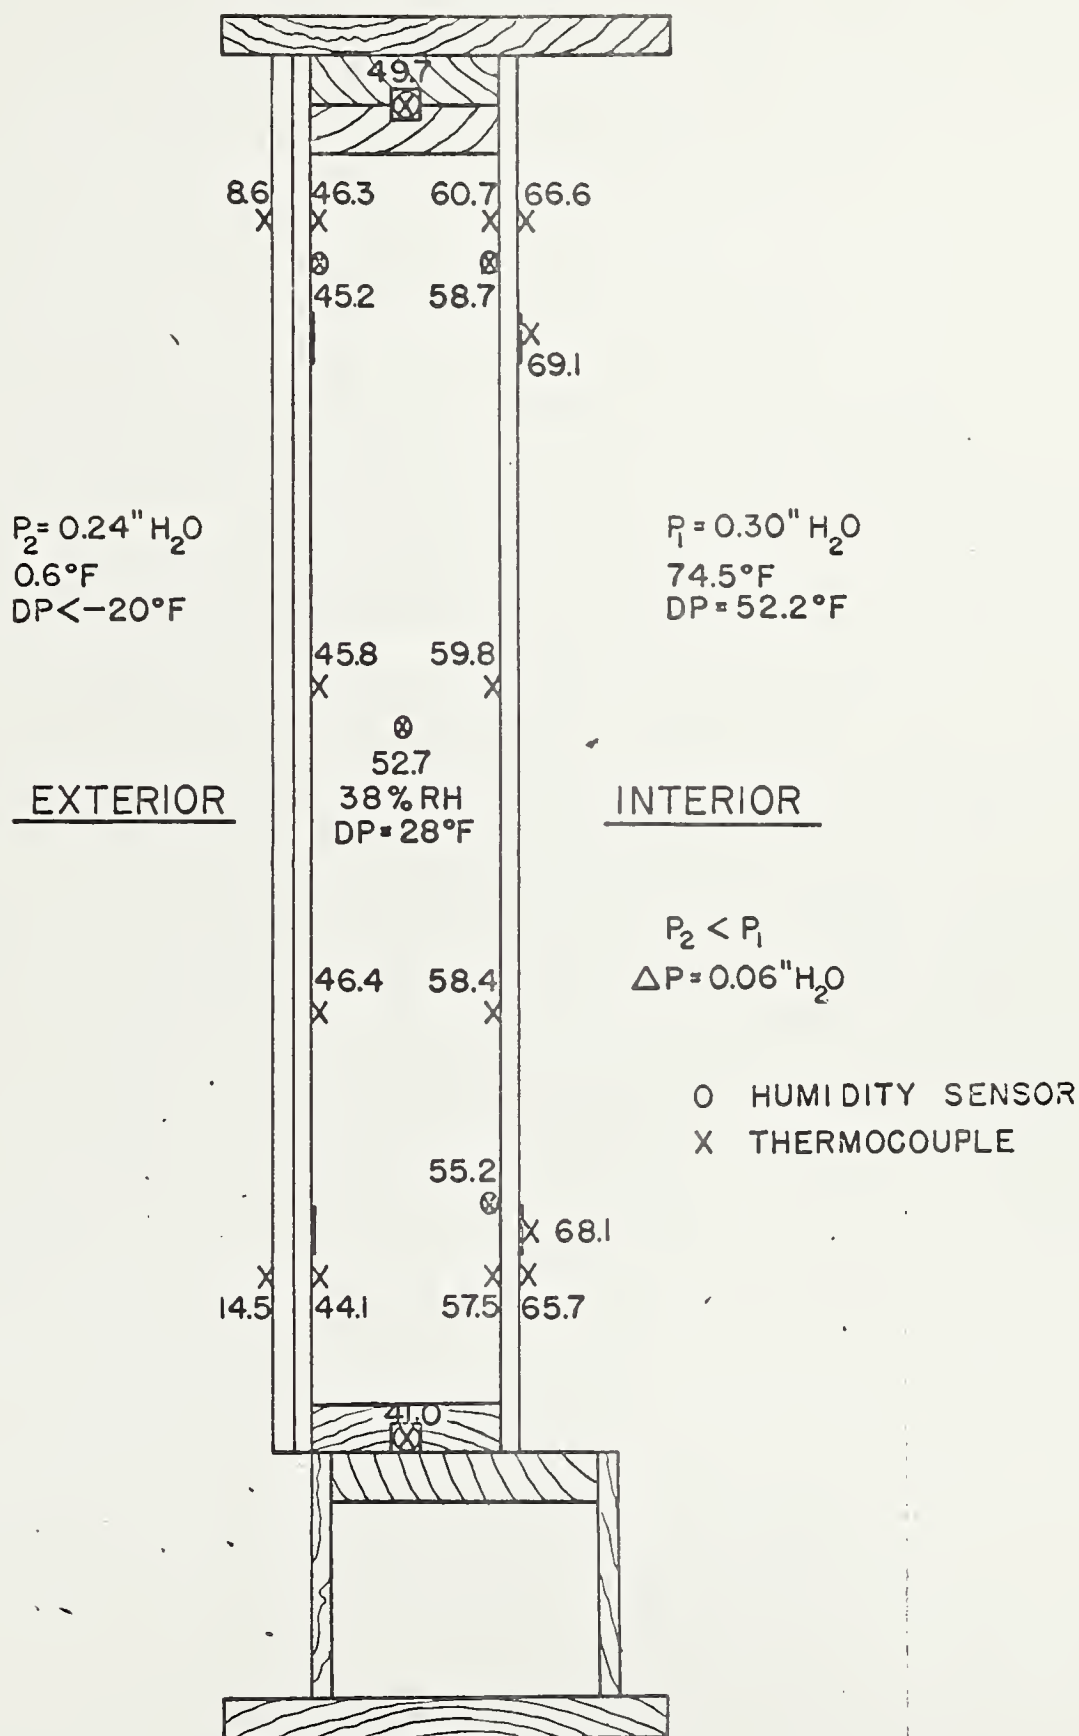 49.7
8.6 46.3 60.7 66.6
45.2 58.7
69.1
P₂= 0.24" H₂O
0.6°F
DP<-20°F
P₁= 0.30" H₂O
74.5°F
DP= 52.2°F
45.8 59.8
52.7
38% RH
DP= 28°F
EXTERIOR
INTERIOR
P₂ < P₁
ΔP= 0.06" H₂O
46.4 58.4
O HUMIDITY SENSOR
X THERMOCOUPLE
55.2
68.1
14.5 44.1 57.5 65.7
41.0